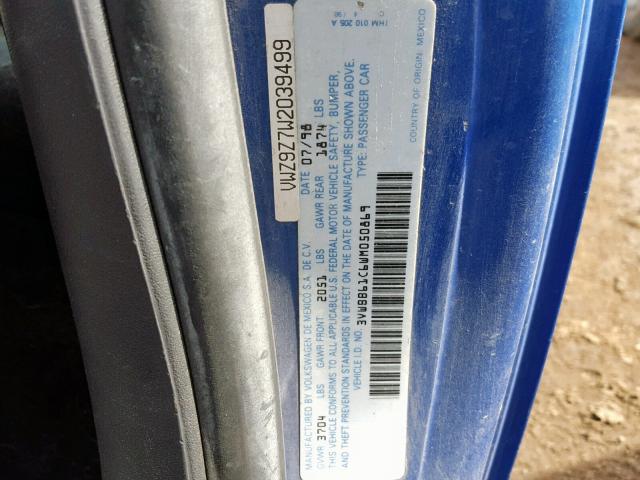 VWZ9Z7W2039499
1HM 010 205 A
C 4/98
MANUFACTURED BY VOLKSWAGEN DE MEXICO S.A. DE C.V. DATE 07/98
GVWR 3704 LBS GAWR FRONT 2051 LBS GAWR REAR 1874 LBS
THIS VEHICLE CONFORMS TO ALL APPLICABLE U.S. FEDERAL MOTOR VEHICLE SAFETY, BUMPER,
AND THEFT PREVENTION STANDARDS IN EFFECT ON THE DATE OF MANUFACTURE SHOWN ABOVE.
VEHICLE I.D. NO. 3VWBB61C6WM050869 TYPE: PASSENGER CAR
COUNTRY OF ORIGIN: MEXICO